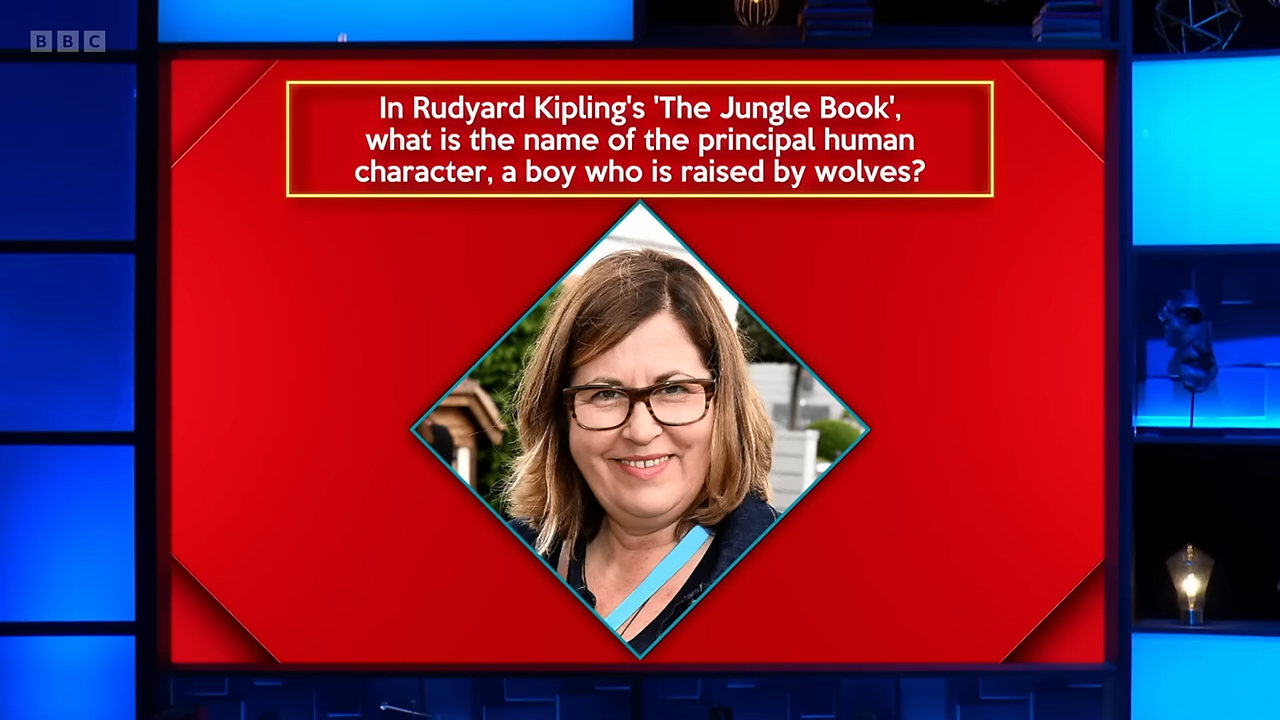 BBC
In Rudyard Kipling's 'The Jungle Book',
what is the name of the principal human
character, a boy who is raised by wolves?